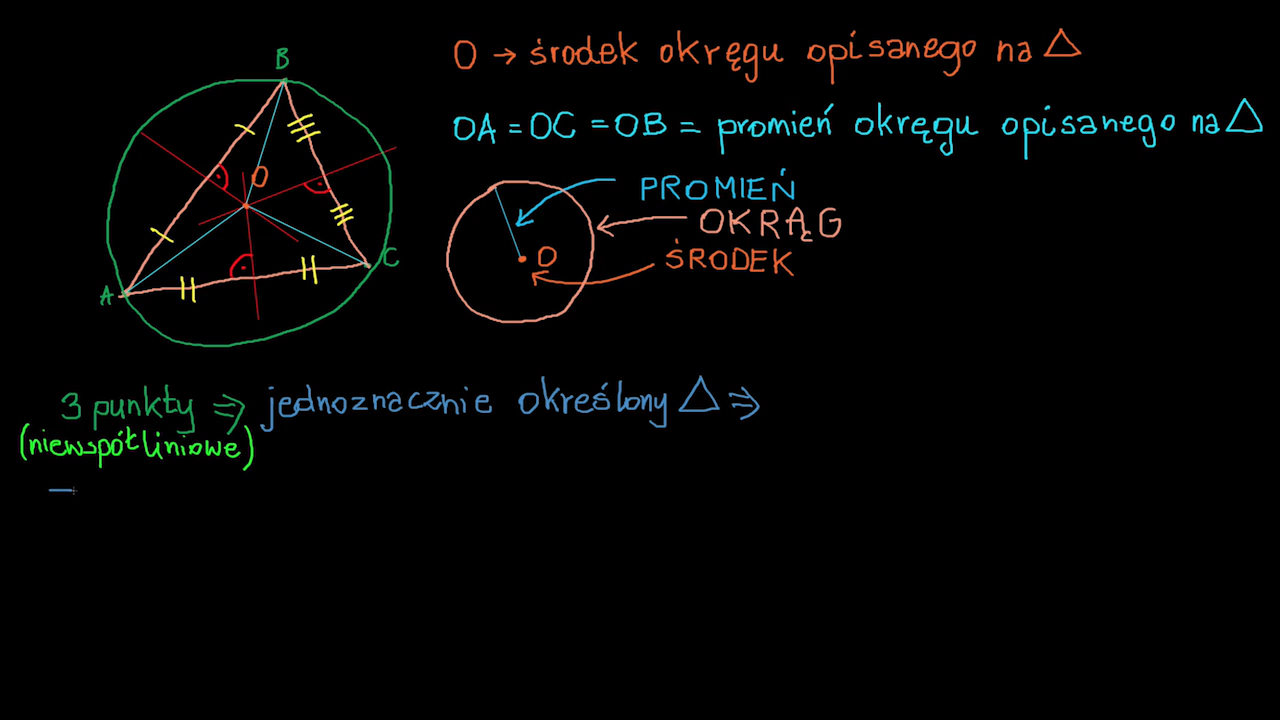 B
O → środek okręgu opisanego na △
OA = OC = OB = promień okręgu opisanego na △
O
PROMIEŃ
OKRĄG
O
ŚRODEK
C
A
3 punkty ⇒ jednoznacznie określony △ ⇒
(niewspółliniowe)